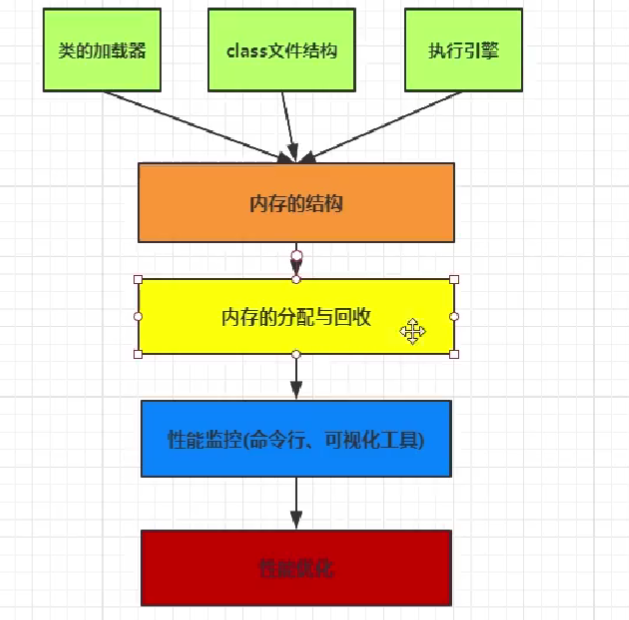 类的加载器
class文件结构
执行引擎
内存的结构
内存的分配与回收
性能监控(命令行、可视化工具)
性能优化